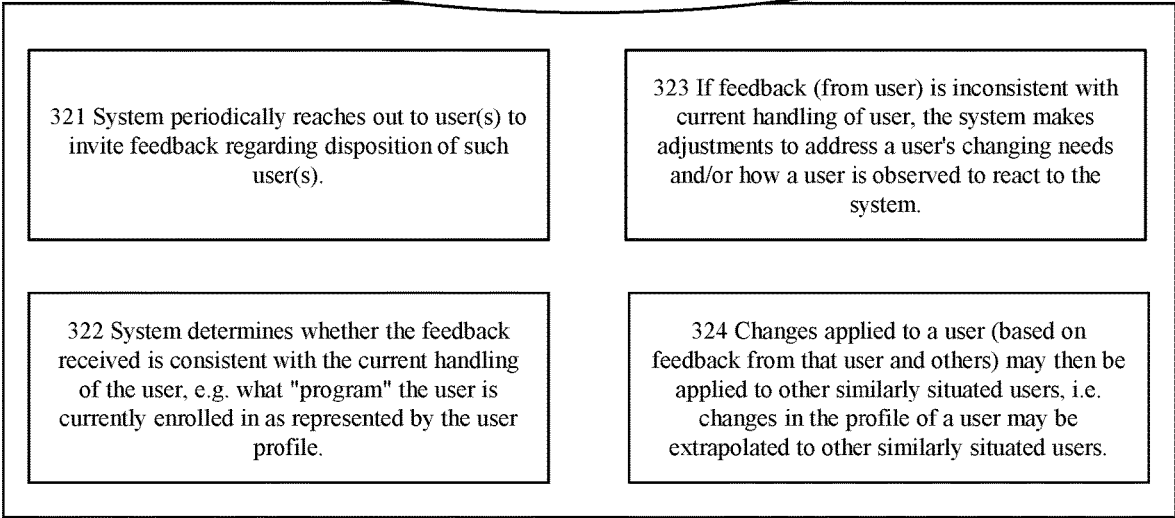 321 System periodically reaches out to user(s) to
invite feedback regarding disposition of such
user(s).
322 System determines whether the feedback
received is consistent with the current handling
of the user, e.g. what "program" the user is
currently enrolled in as represented by the user
profile.
323 If feedback (from user) is inconsistent with
current handling of user, the system makes
adjustments to address a user's changing needs
and/or how a user is observed to react to the
system.
324 Changes applied to a user (based on
feedback from that user and others) may then be
applied to other similarly situated users, i.e.
changes in the profile of a user may be
extrapolated to other similarly situated users.